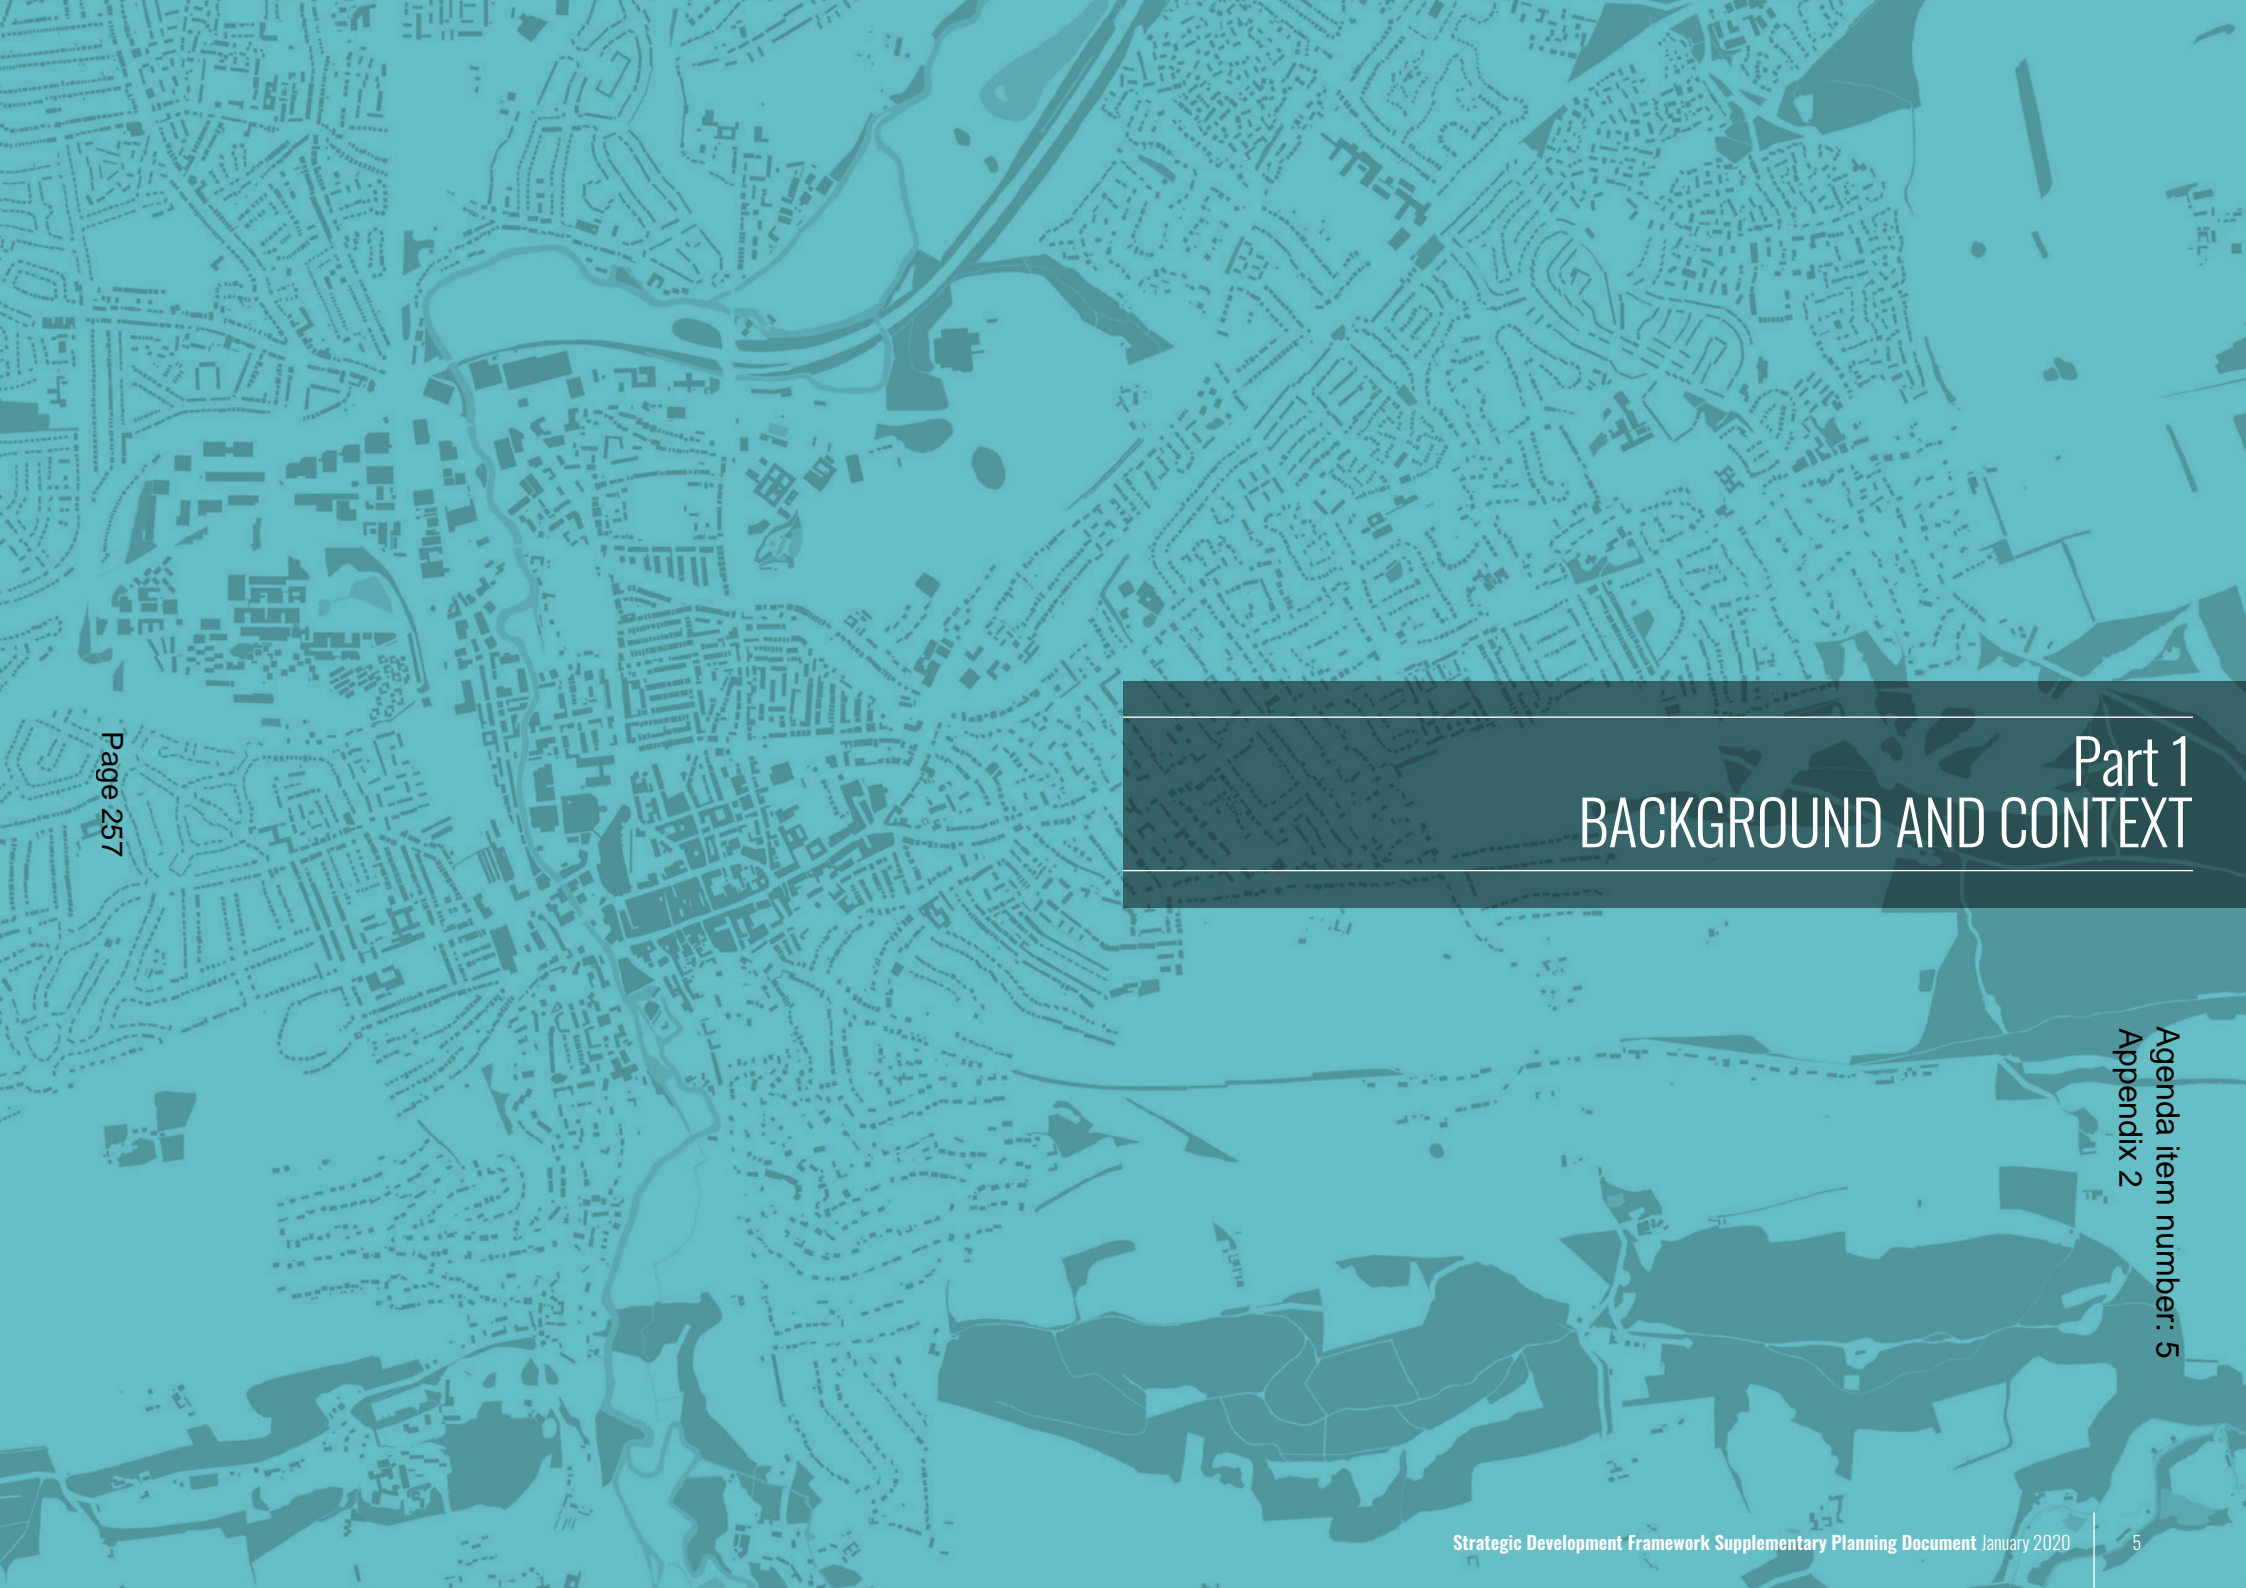 Part 1
BACKGROUND AND CONTEXT
Page 257
Agenda item number: 5
Appendix 2
Strategic Development Framework Supplementary Planning Document January 2020
5